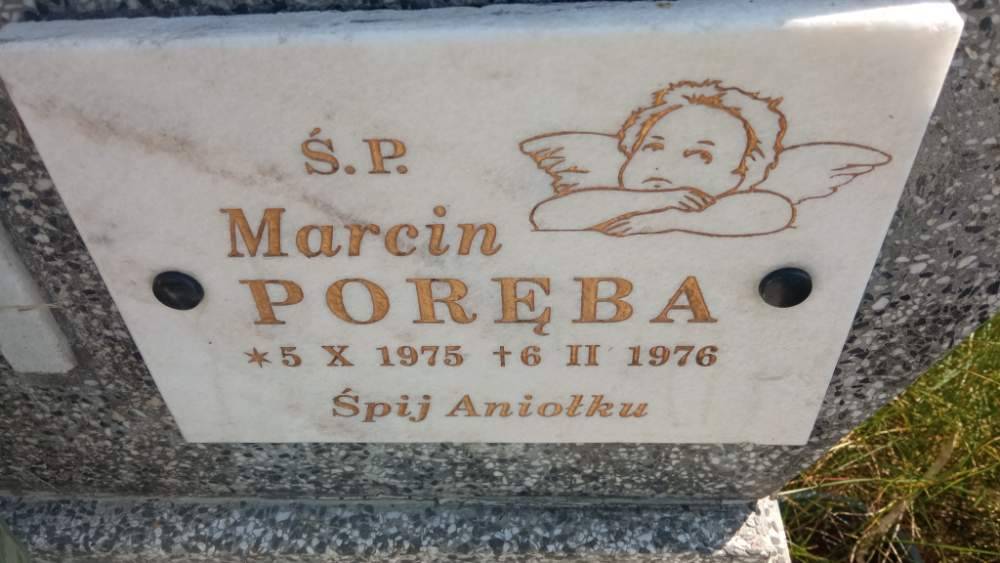 Ś.P.
Marcin
PORĘBA
*5 X 1975 †6 II 1976
Śpij Aniołku